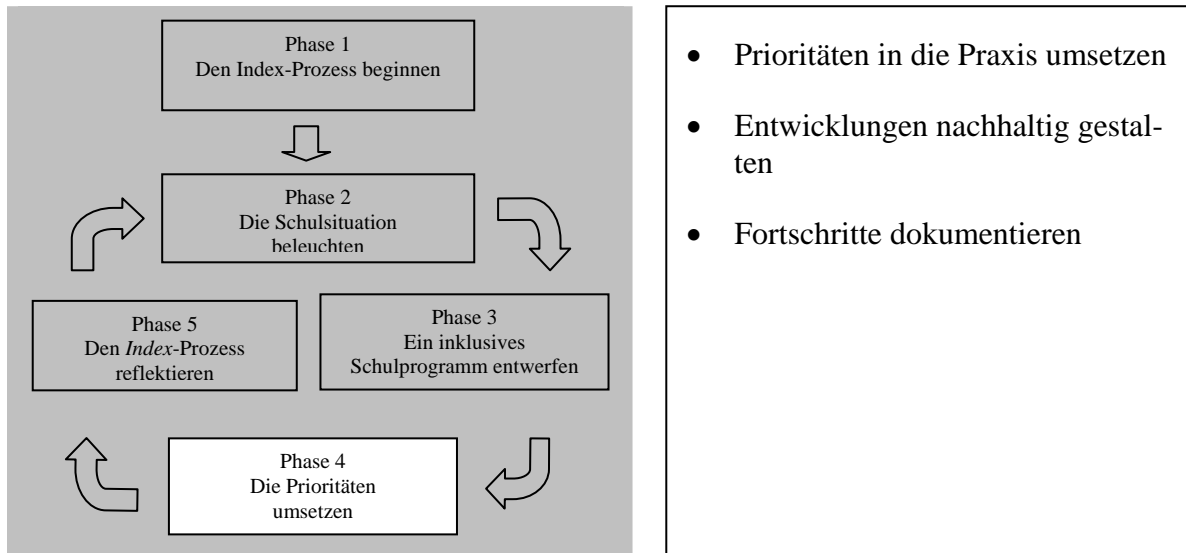 Phase 1
Den Index-Prozess beginnen
Phase 2
Die Schulsituation
beleuchten
Phase 5
Den Index-Prozess
reflektieren
Phase 3
Ein inklusives
Schulprogramm entwerfen
Phase 4
Die Prioritäten
umsetzen
• Prioritäten in die Praxis umsetzen
• Entwicklungen nachhaltig gestal-
ten
• Fortschritte dokumentieren